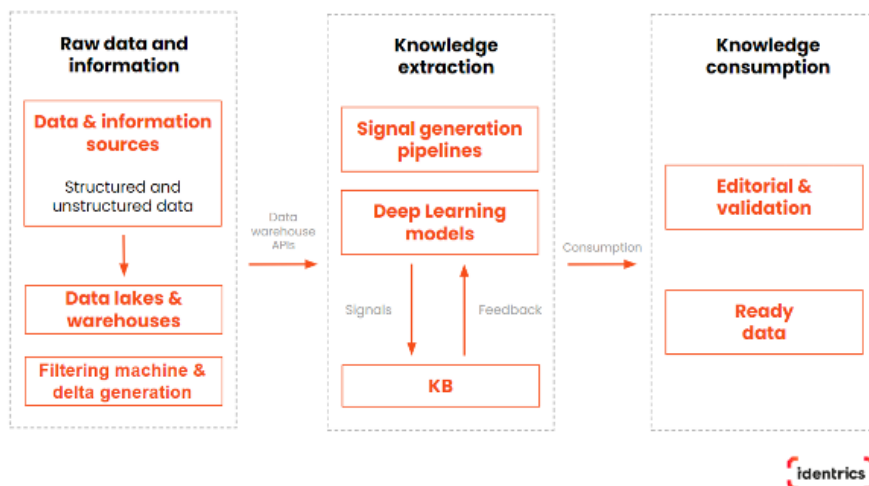 Raw data and
information
Data & information
sources
Structured and
unstructured data
Data lakes &
warehouses
Filtering machine &
delta generation
Data
warehouse
APIs
Knowledge
extraction
Signal generation
pipelines
Deep Learning
models
Signals
Feedback
KB
Consumption
Knowledge
consumption
Editorial &
validation
Ready
data
identrics